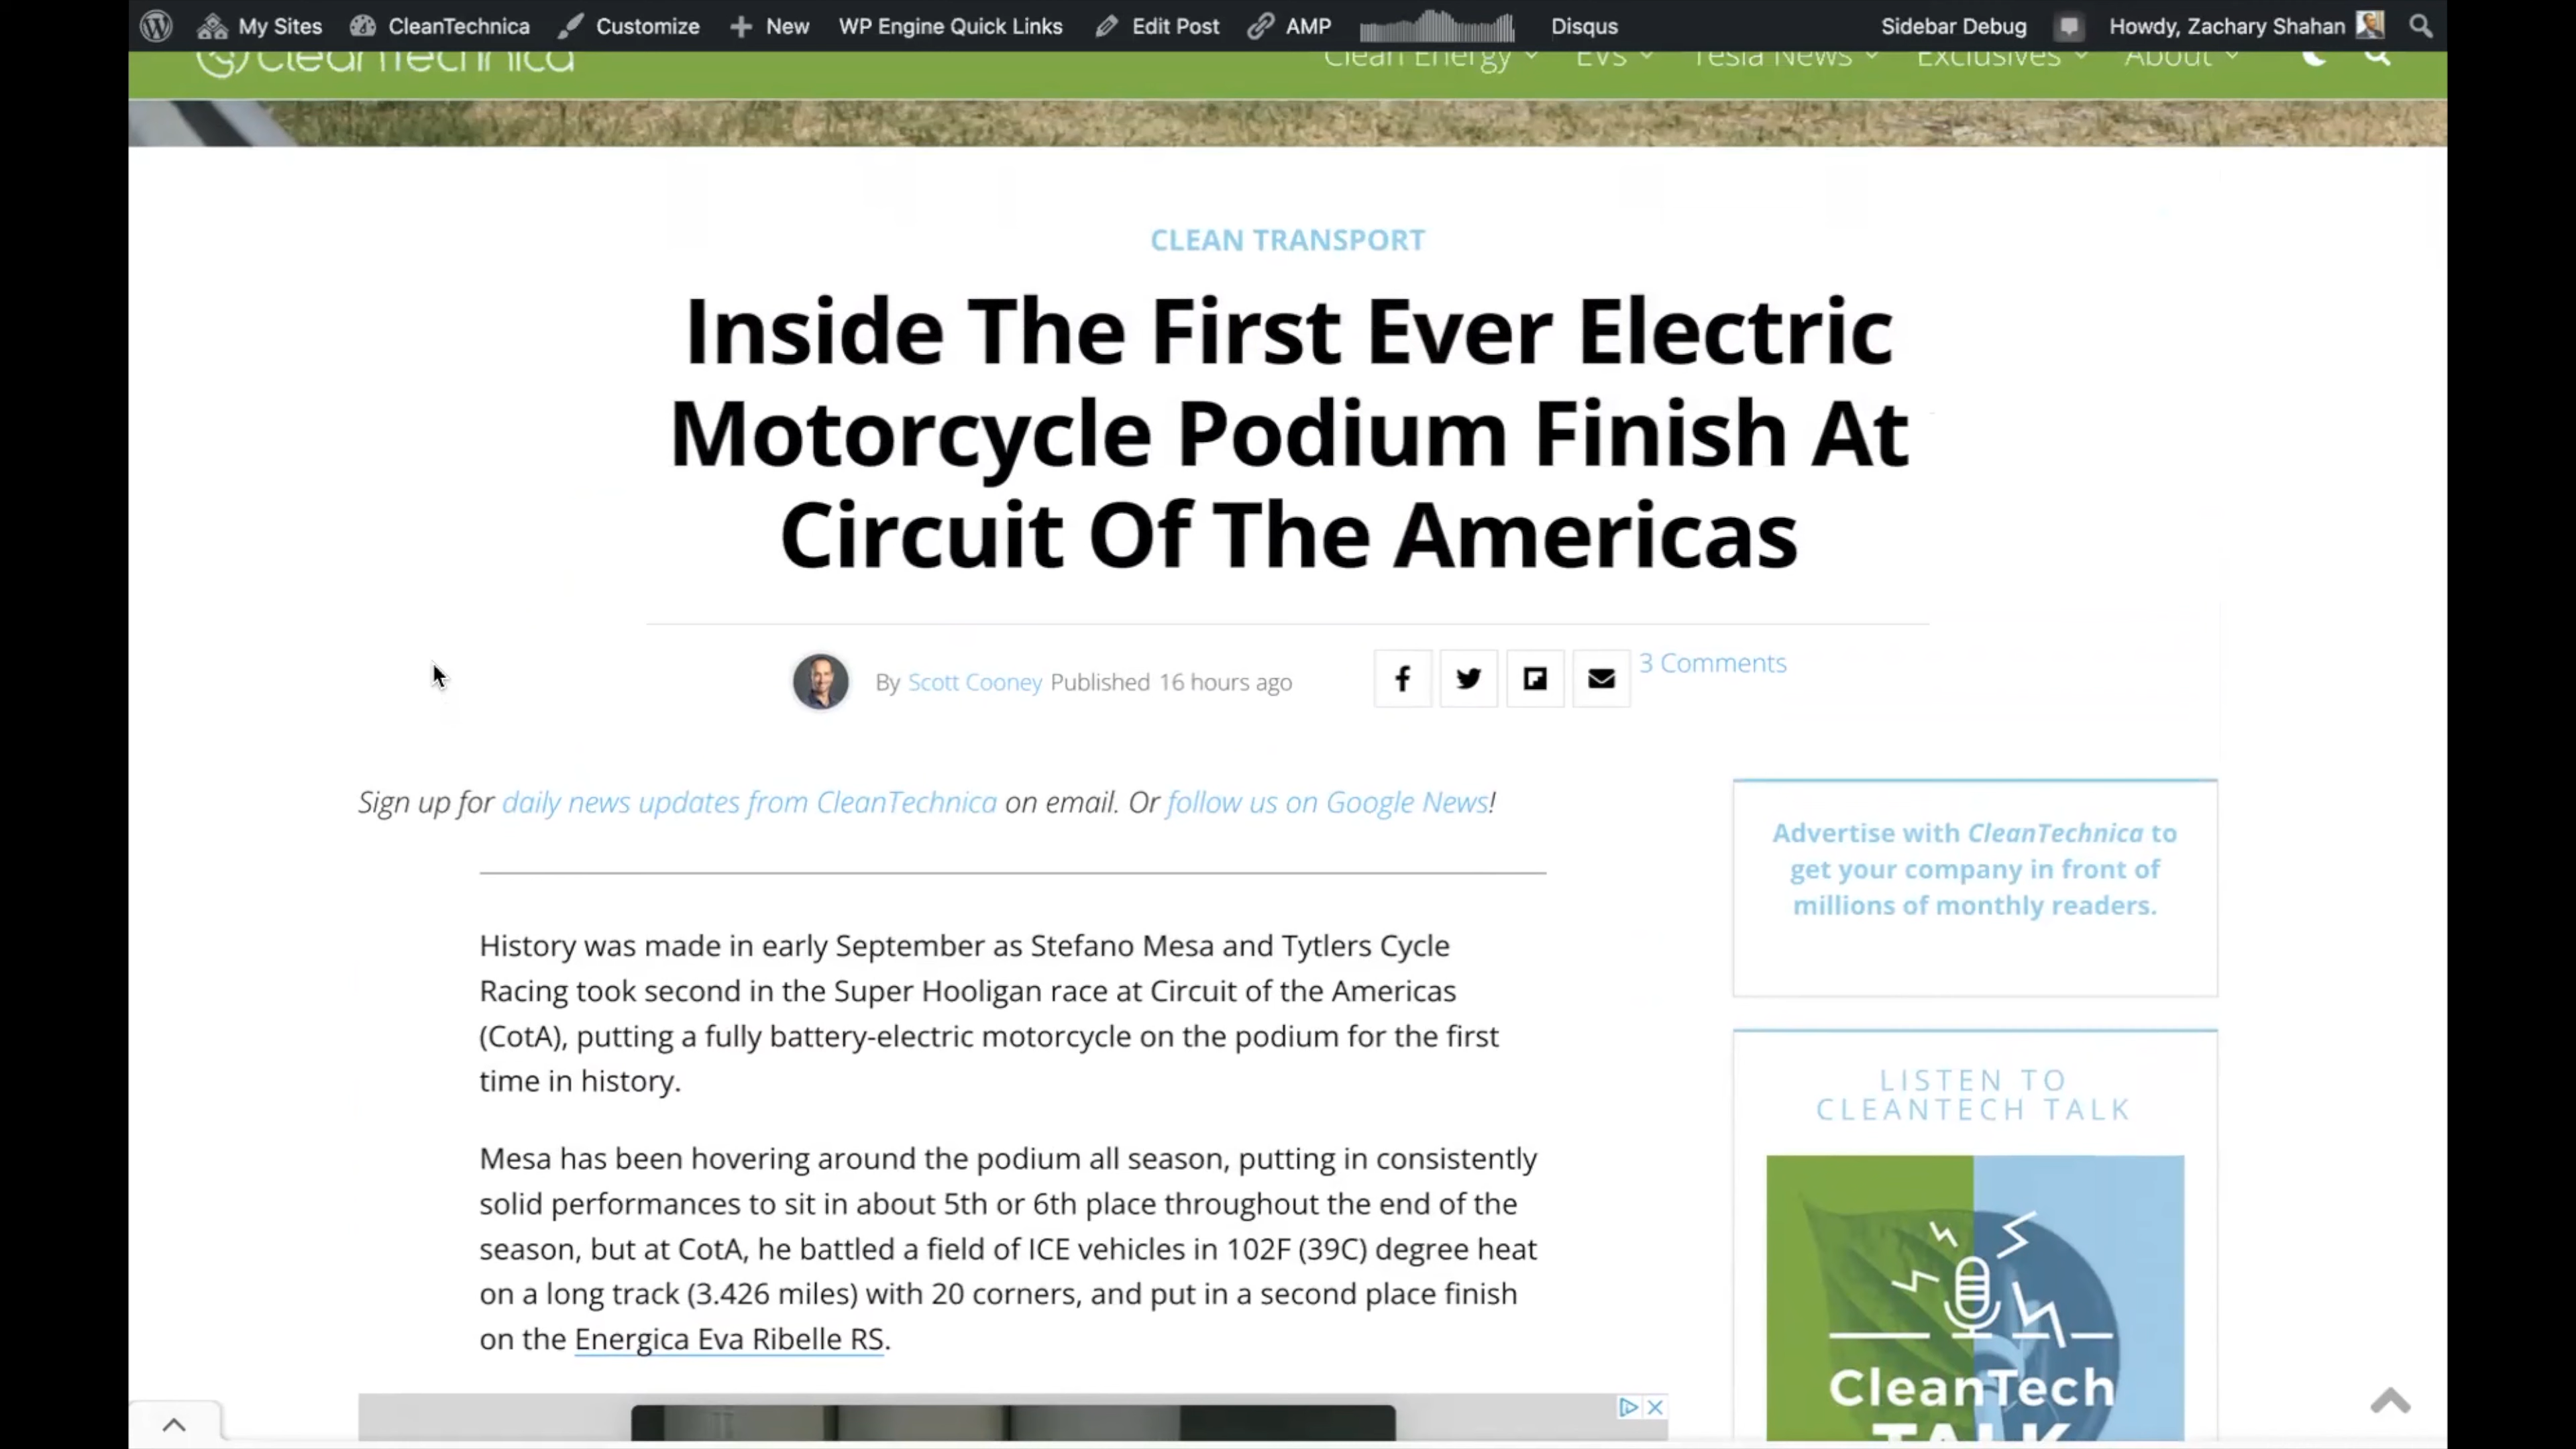 My Sites CleanTechnica Customize New WP Engine Quick Links Edit Post AMP Disqus Sidebar Debug Howdy, Zachary Shahan
CleanTechnica Clean Energy EVs Tesla News Exclusives About
CLEAN TRANSPORT
Inside The First Ever Electric
Motorcycle Podium Finish At
Circuit Of The Americas
By Scott Cooney Published 16 hours ago 3 Comments
Sign up for daily news updates from CleanTechnica on email. Or follow us on Google News!
Advertise with CleanTechnica to
get your company in front of
millions of monthly readers.
History was made in early September as Stefano Mesa and Tytlers Cycle
Racing took second in the Super Hooligan race at Circuit of the Americas
(CotA), putting a fully battery-electric motorcycle on the podium for the first
time in history.
LISTEN TO
CLEANTECH TALK
Mesa has been hovering around the podium all season, putting in consistently
solid performances to sit in about 5th or 6th place throughout the end of the
season, but at CotA, he battled a field of ICE vehicles in 102F (39C) degree heat
on a long track (3.426 miles) with 20 corners, and put in a second place finish
on the Energica Eva Ribelle RS.
CleanTech
TALK